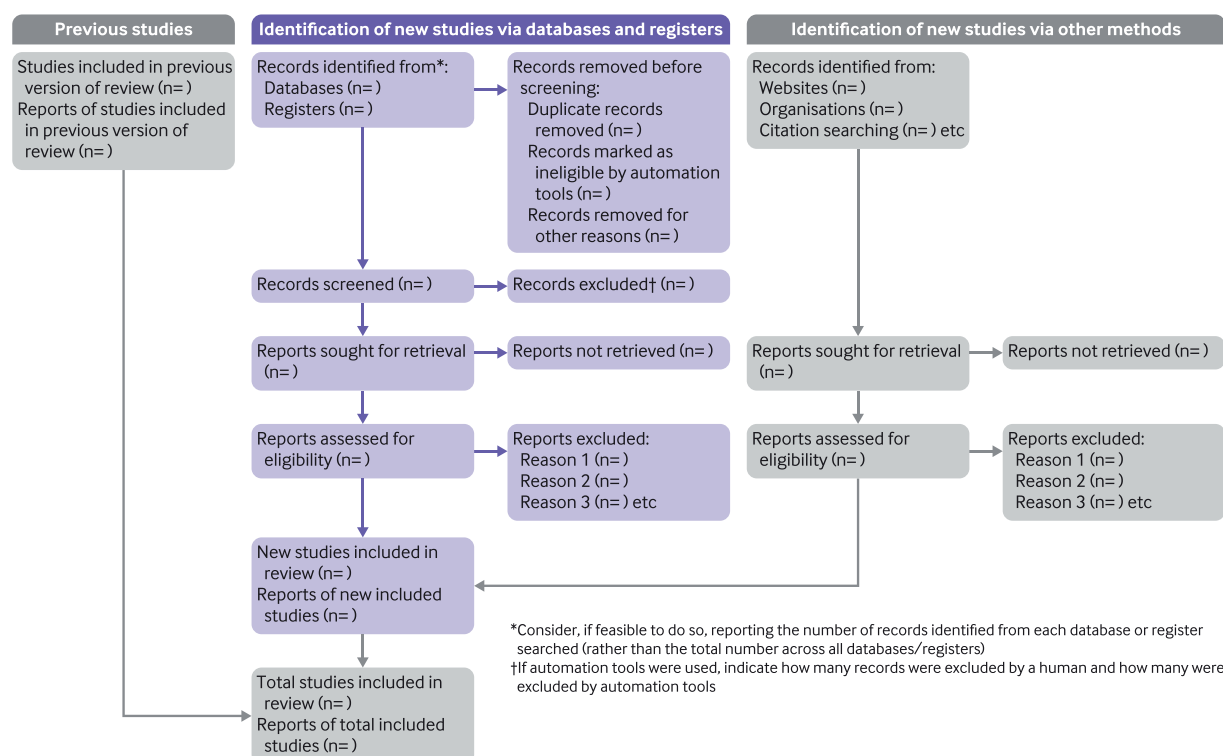 Previous studies
Studies included in previous
version of review (n= )
Reports of studies included
in previous version of
review (n= )
Identification of new studies via databases and registers
Records identified from*:
Databases (n= )
Registers (n= )
Records removed before
screening:
Duplicate records
removed (n= )
Records marked as
ineligible by automation
tools (n= )
Records removed for
other reasons (n= )
Records screened (n= )
Records excluded† (n= )
Reports sought for retrieval
(n= )
Reports not retrieved (n= )
Reports assessed for
eligibility (n= )
Reports excluded:
Reason 1 (n= )
Reason 2 (n= )
Reason 3 (n= ) etc
New studies included in
review (n= )
Reports of new included
studies (n= )
Total studies included in
review (n= )
Reports of total included
studies (n= )
Identification of new studies via other methods
Records identified from:
Websites (n= )
Organisations (n= )
Citation searching (n= ) etc
Reports sought for retrieval
(n= )
Reports not retrieved (n= )
Reports assessed for
eligibility (n= )
Reports excluded:
Reason 1 (n= )
Reason 2 (n= )
Reason 3 (n= ) etc
*Consider, if feasible to do so, reporting the number of records identified from each database or register
searched (rather than the total number across all databases/registers)
†If automation tools were used, indicate how many records were excluded by a human and how many were
excluded by automation tools